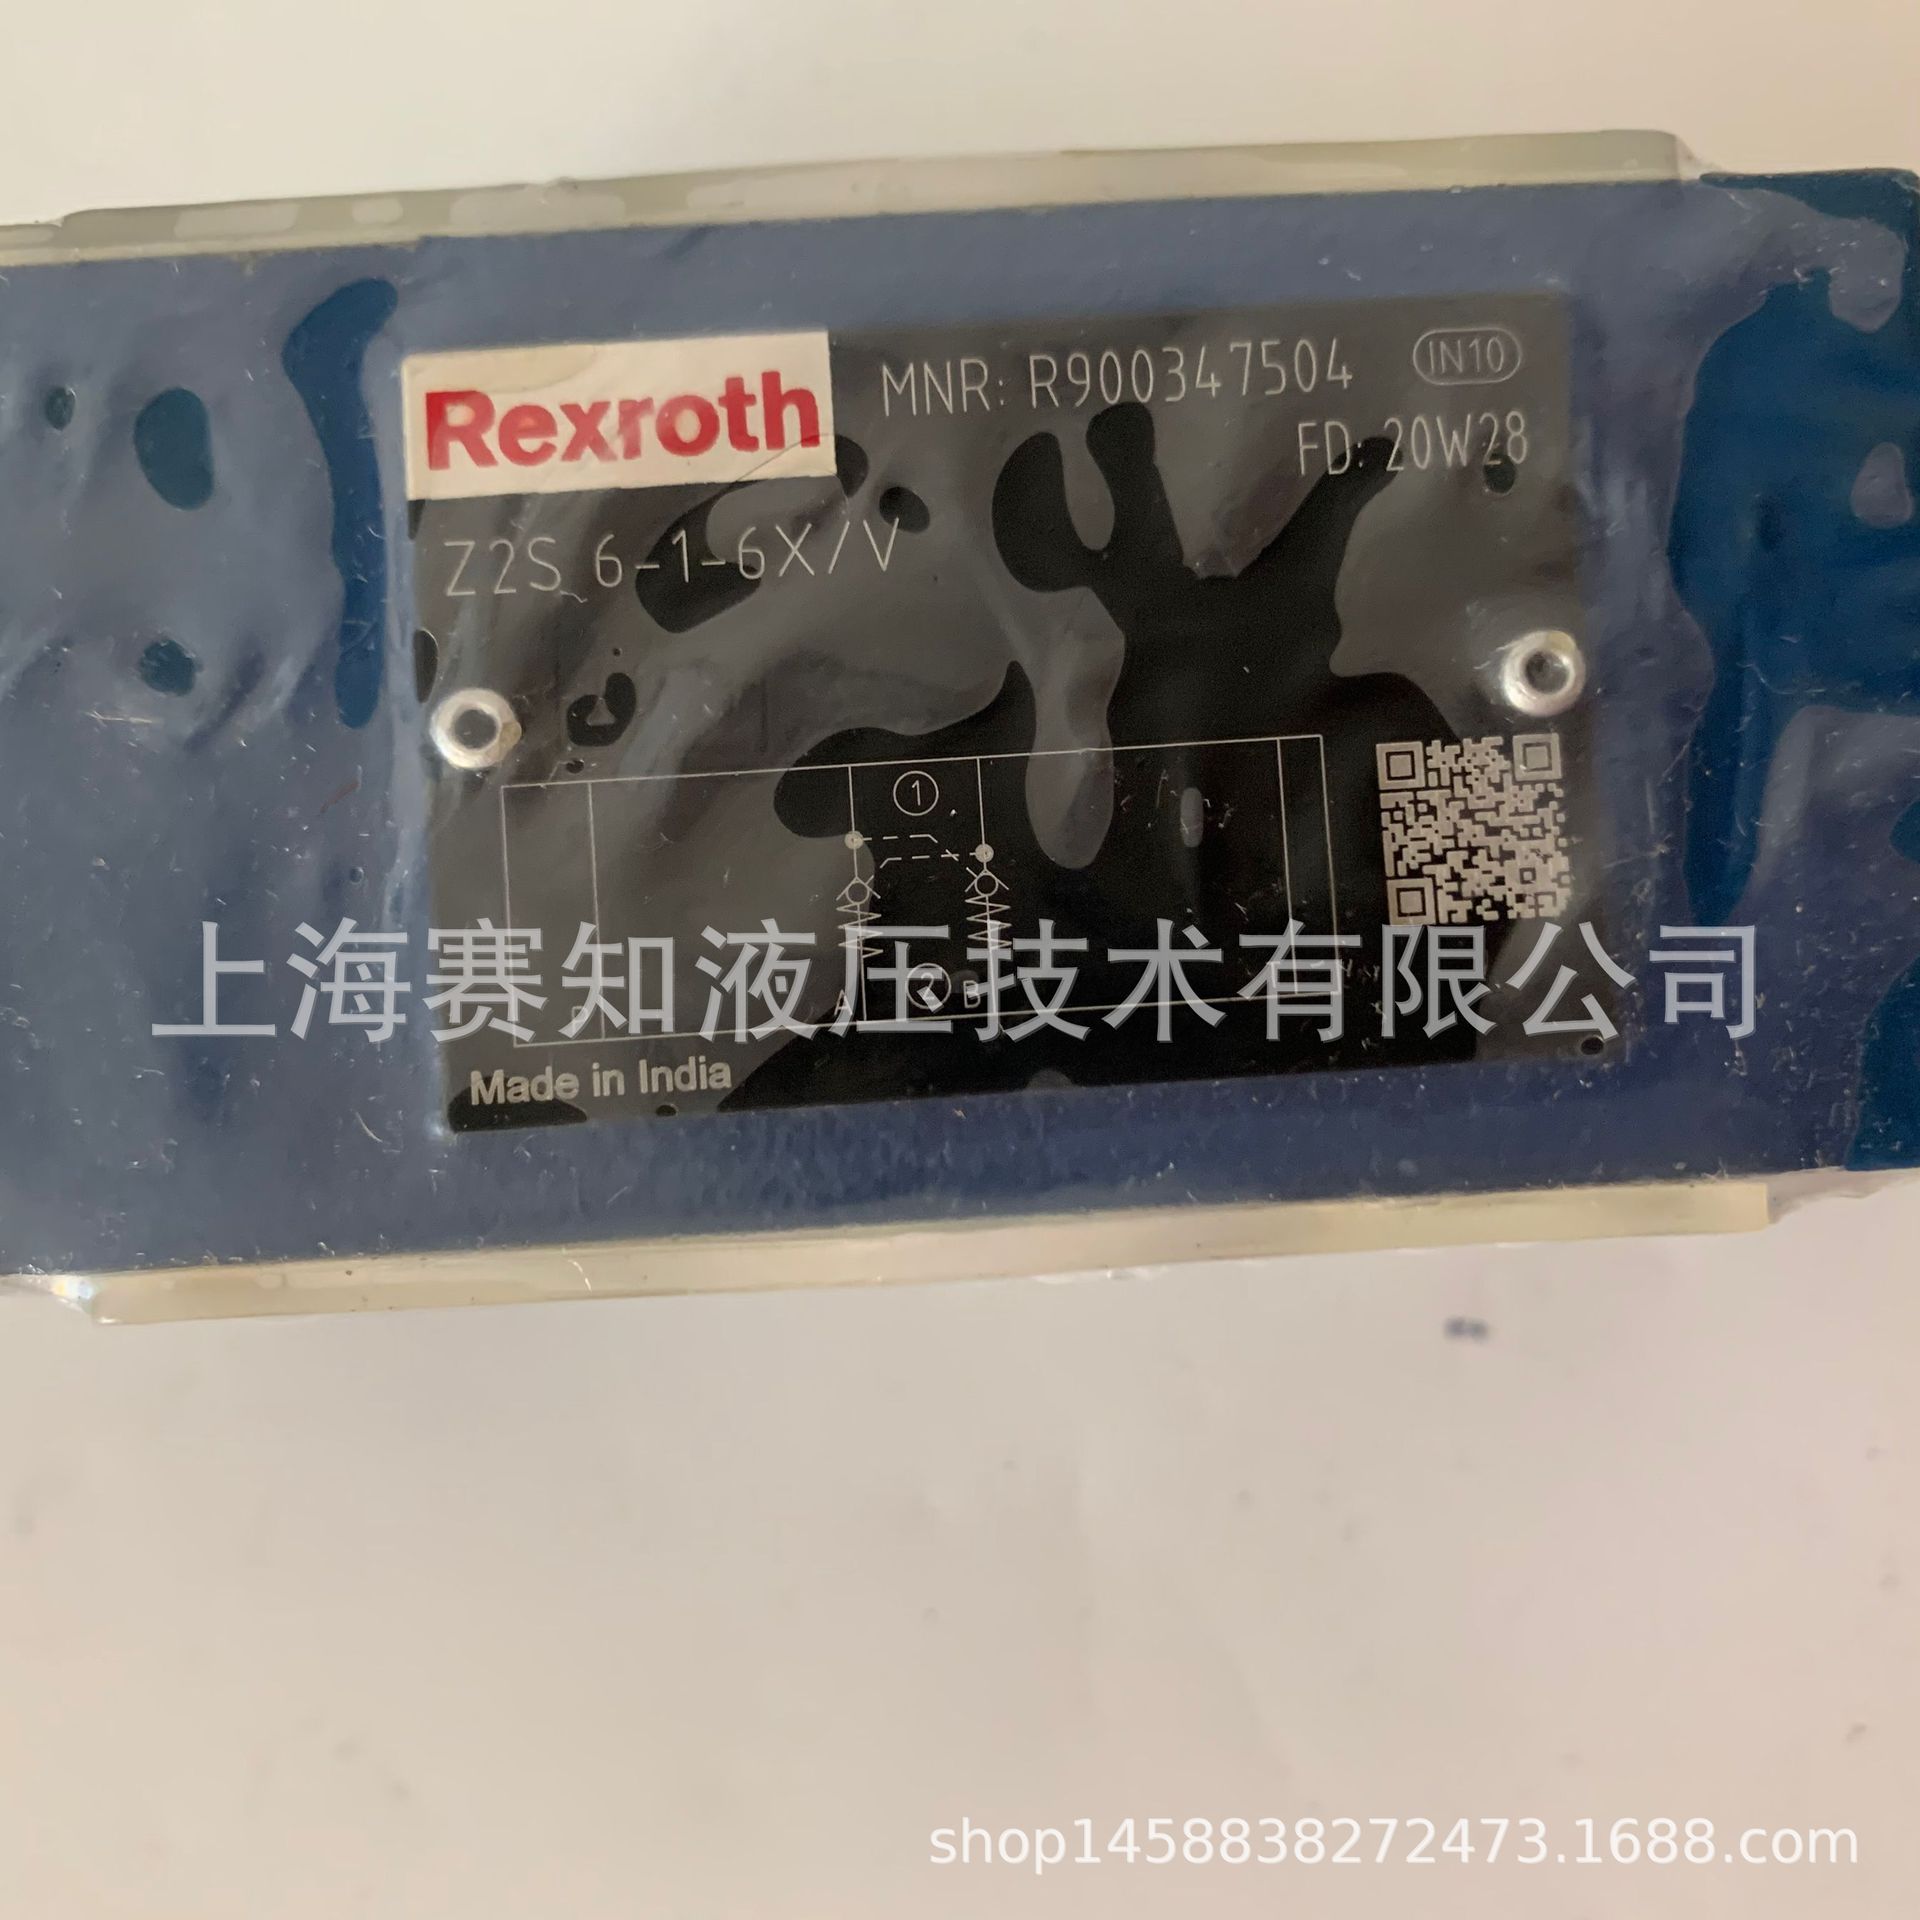 Rexroth
MNR: R900347504
IN10
FD: 20W28
Z2S 6-1-6X/V
1
上海赛知液压技术有限公司
A
2
B
Made in India
shop1458838272473.1688.com